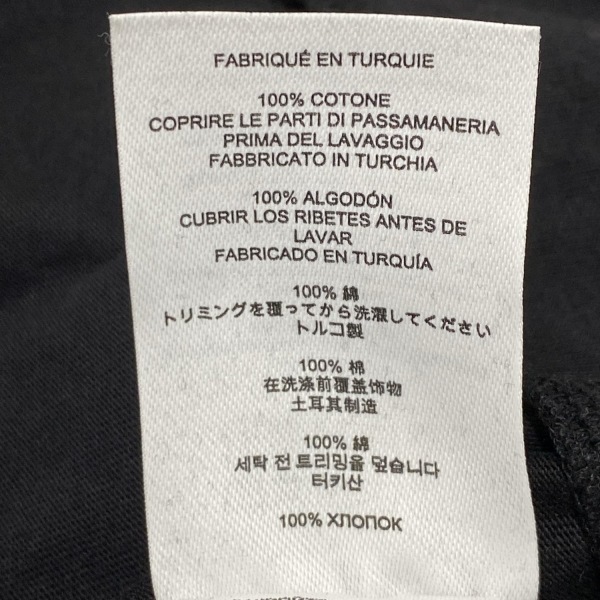 FABRIQUÉ EN TURQUIE
100% COTONE
COPRIRE LE PARTI DI PASSAMANERIA
PRIMA DEL LAVAGGIO
FABBRICATO IN TURCHIA
100% ALGODÓN
CUBRIR LOS RIBETES ANTES DE
LAVAR
FABRICADO EN TURQUÍA
100% 綿
トリミングを覆ってから洗濯してください
トルコ製
100% 棉
在洗涤前覆盖饰物
土耳其制造
100% 綿
세탁 전 트리밍을 덮습니다
터키산
100% ХЛОПОК